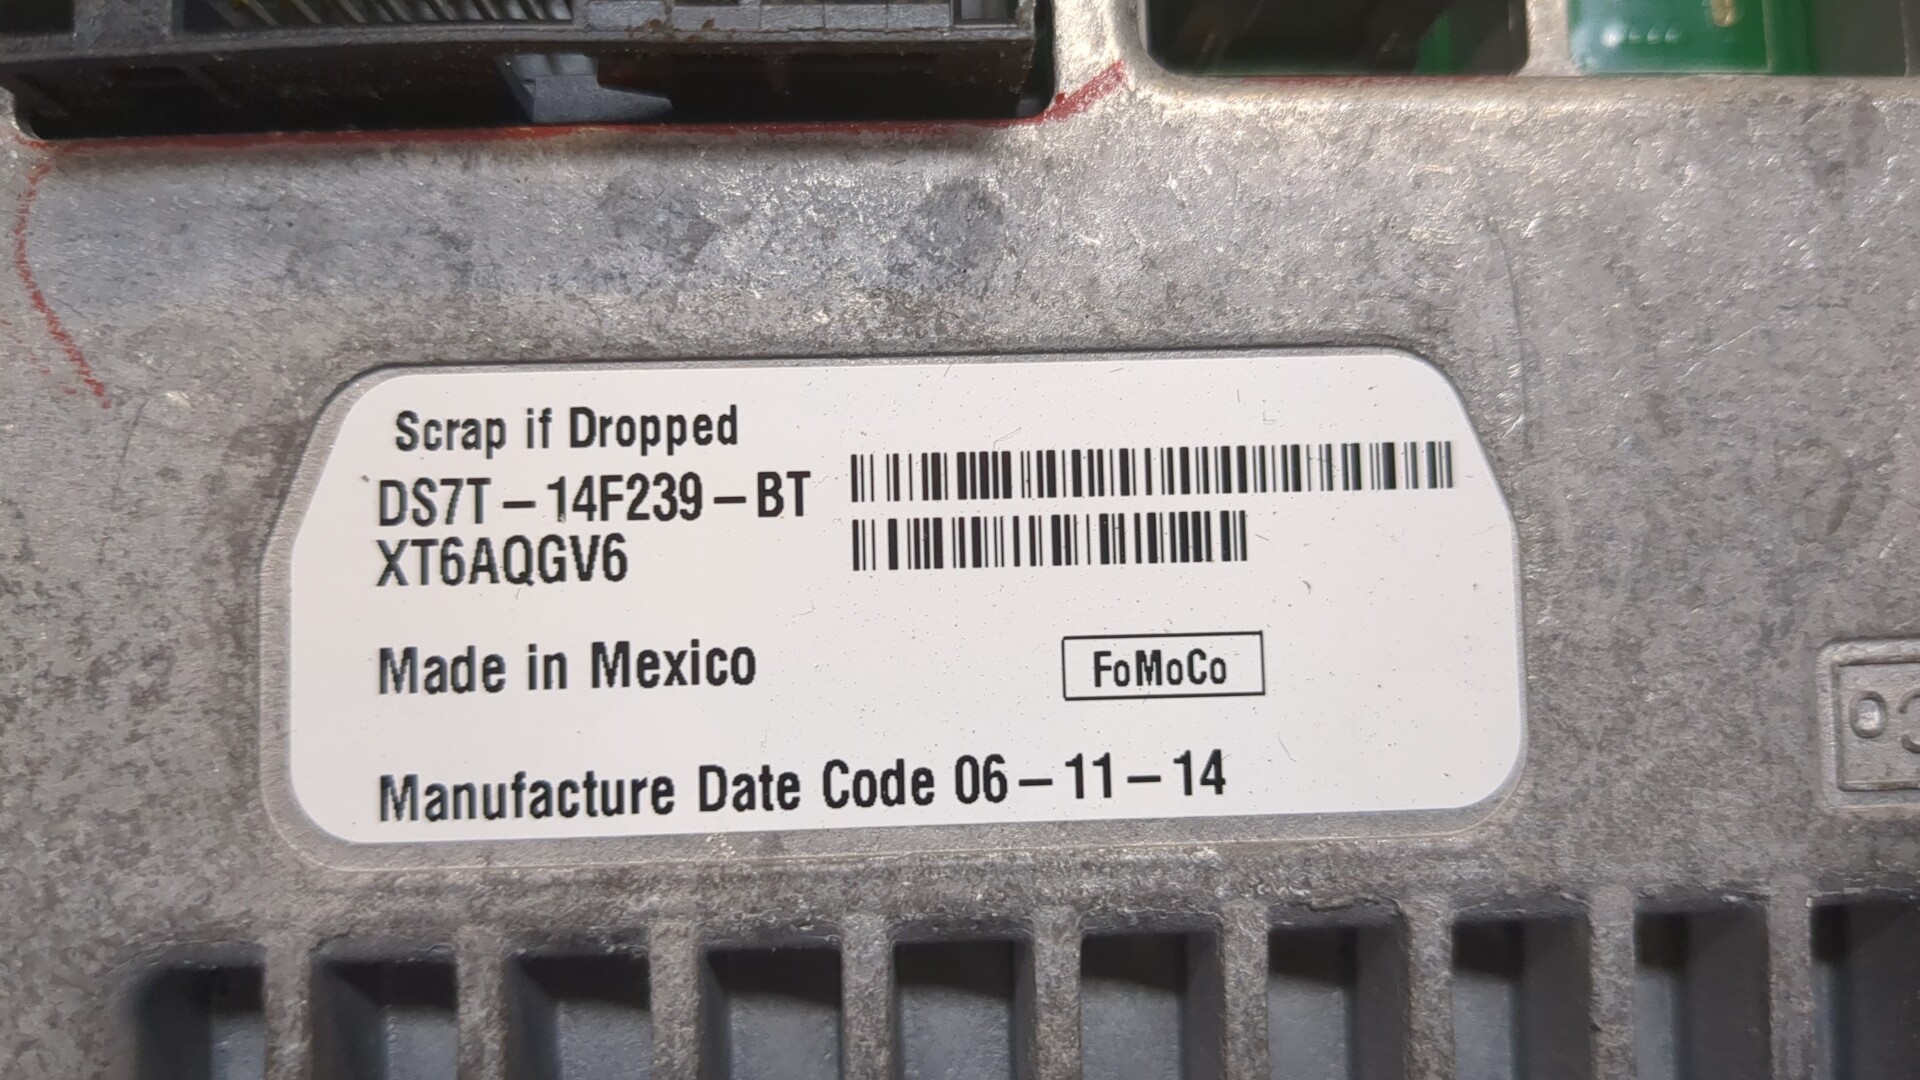 Scrap if Dropped
DS7T-14F239-BT
XT6AQGV6
Made in Mexico
FoMoCo
Manufacture Date Code 06-11-14